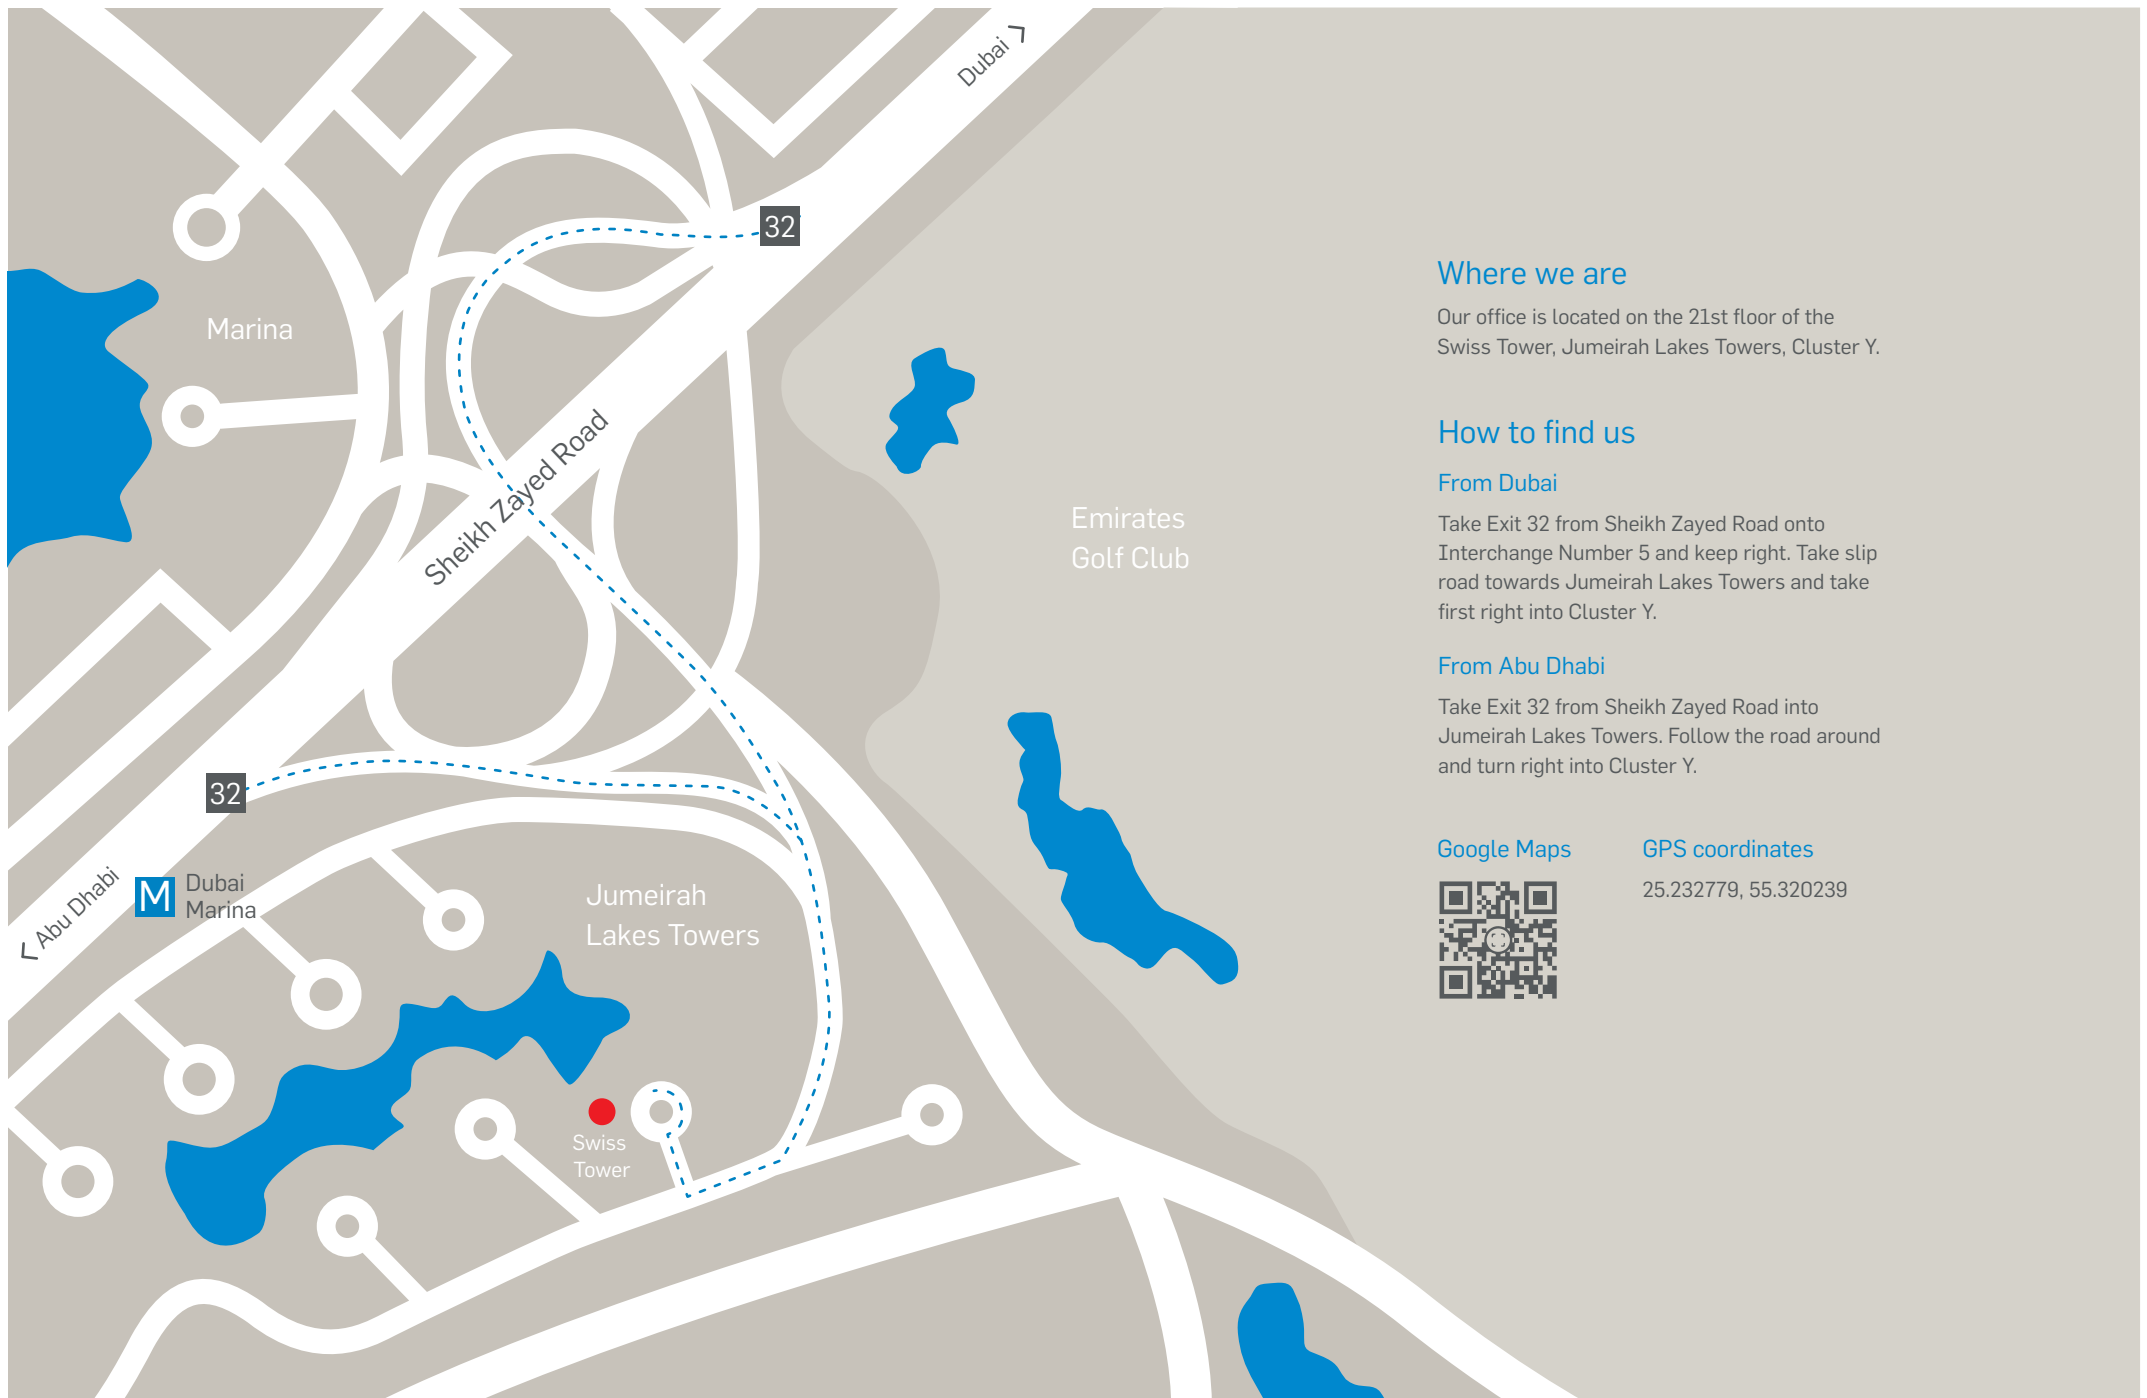 Dubai
32
Marina
Sheikh Zayed Road
Emirates
Golf Club
32
Abu Dhabi
M
Dubai
Marina
Jumeirah
Lakes Towers
Swiss
Tower
Where we are
Our office is located on the 21st floor of the
Swiss Tower, Jumeirah Lakes Towers, Cluster Y.
How to find us
From Dubai
Take Exit 32 from Sheikh Zayed Road onto
Interchange Number 5 and keep right. Take slip
road towards Jumeirah Lakes Towers and take
first right into Cluster Y.
From Abu Dhabi
Take Exit 32 from Sheikh Zayed Road into
Jumeirah Lakes Towers. Follow the road around
and turn right into Cluster Y.
Google Maps
GPS coordinates
25.232779, 55.320239